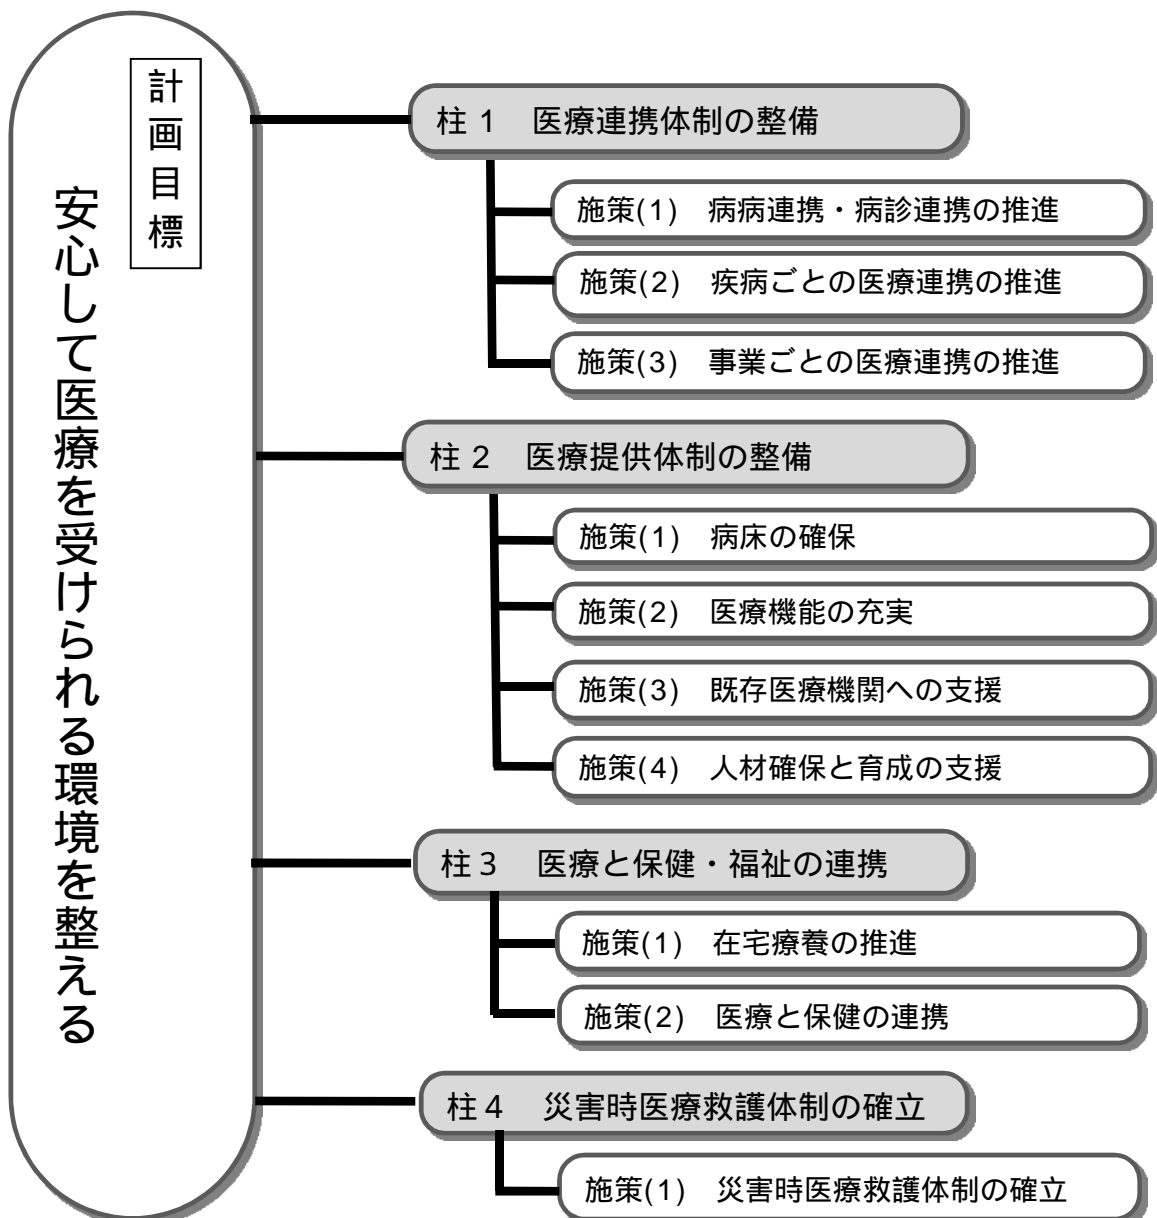 計画目標
安心して医療を受けられる環境を整える
柱 1　医療連携体制の整備
施策(1)　病病連携・病診連携の推進
施策(2)　疾病ごとの医療連携の推進
施策(3)　事業ごとの医療連携の推進
柱 2　医療提供体制の整備
施策(1)　病床の確保
施策(2)　医療機能の充実
施策(3)　既存医療機関への支援
施策(4)　人材確保と育成の支援
柱 3　医療と保健・福祉の連携
施策(1)　在宅療養の推進
施策(2)　医療と保健の連携
柱 4　災害時医療救護体制の確立
施策(1)　災害時医療救護体制の確立